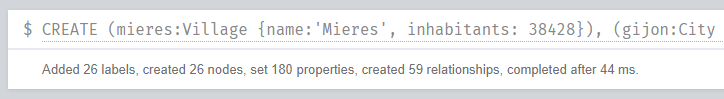 $ CREATE (mieres:Village {name:'Mieres', inhabitants: 38428}), (gijon:City
Added 26 labels, created 26 nodes, set 180 properties, created 59 relationships, completed after 44 ms.